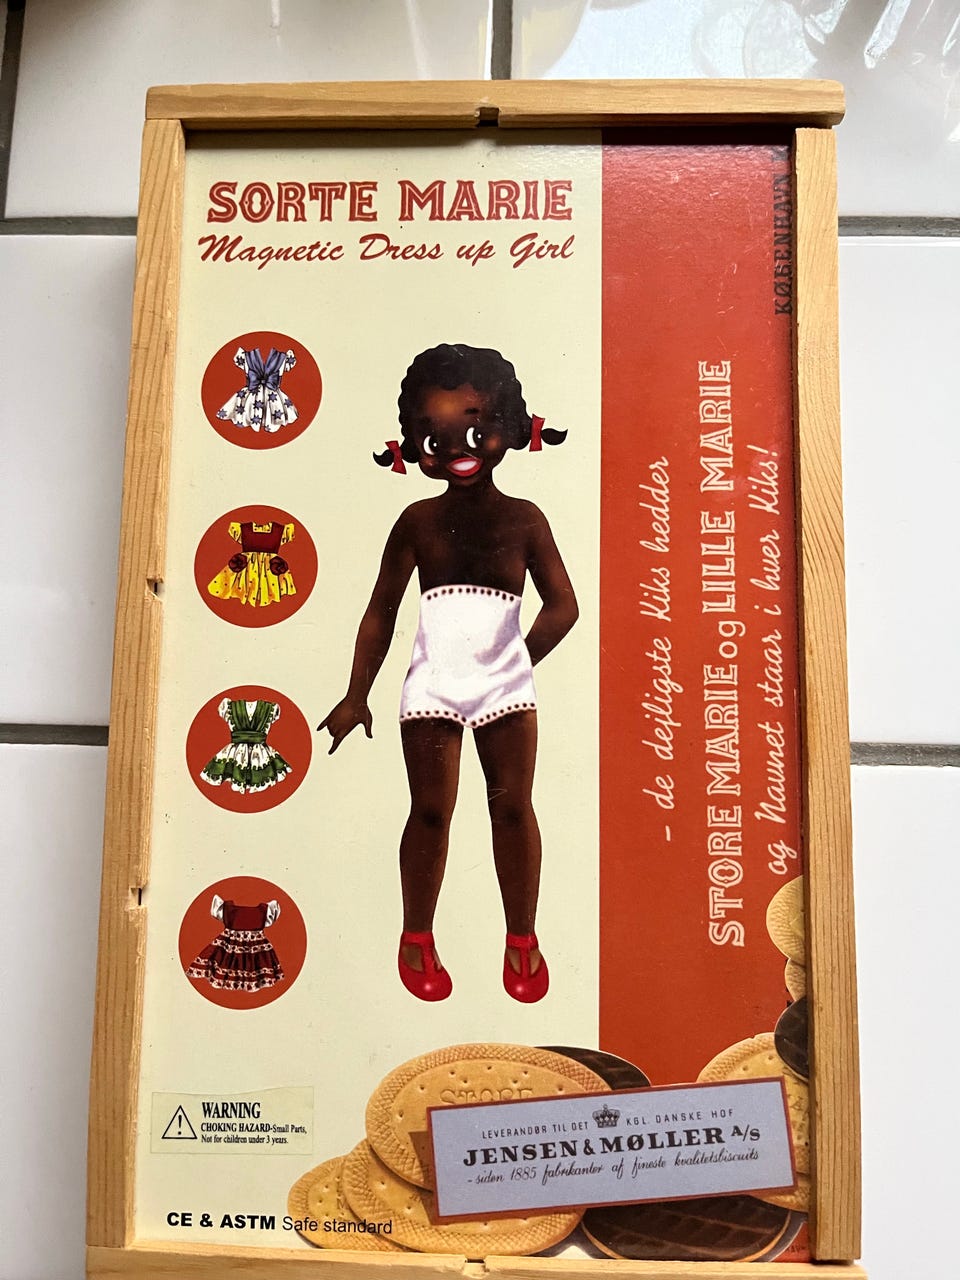 SORTE MARIE
Magnetic Dress up Girl
KØBENHAVN
- de dejligste Kiks hedder
STORE MARIE og LILLE MARIE
og Navnet staar i hver Kiks!
WARNING
CHOKING HAZARD-Small Parts,
Not for children under 3 years.
STORE
LEVERANDØR TIL DET KGL. DANSKE HOF
JENSEN & MØLLER A/S
- siden 1885 fabrikanter af fineste kvalitetsbiscuits
CE & ASTM Safe standard